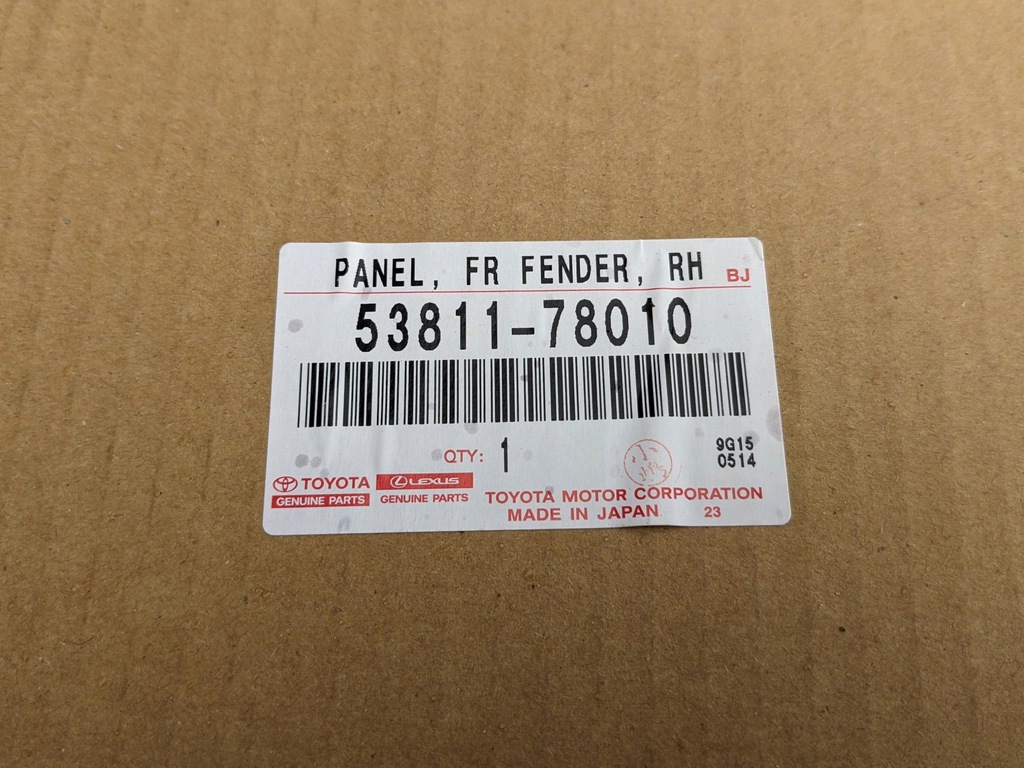 PANEL, FR FENDER, RH BJ
53811-78010
QTY: 1
9G15
0514
TOYOTA LEXUS
GENUINE PARTS GENUINE PARTS
TOYOTA MOTOR CORPORATION
MADE IN JAPAN 23